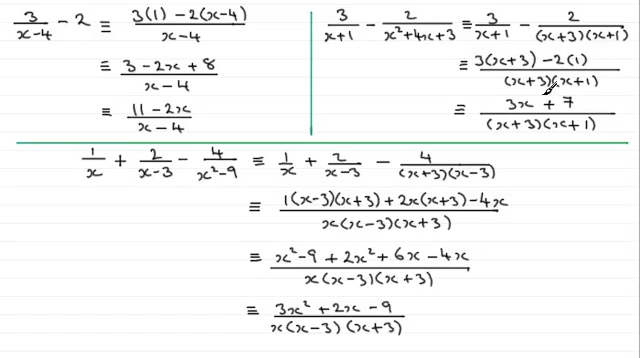 3/(x-4) - 2 ≡ (3(1) - 2(x-4))/(x-4)
≡ (3 - 2x + 8)/(x-4)
≡ (11 - 2x)/(x-4)
3/(x+1) - 2/(x²+4x+3) ≡ 3/(x+1) - 2/((x+3)(x+1))
≡ (3(x+3) - 2(1))/((x+3)(x+1))
≡ (3x + 7)/((x+3)(x+1))
1/x + 2/(x-3) - 4/(x²-9) ≡ 1/x + 2/(x-3) - 4/((x+3)(x-3))
≡ (1(x-3)(x+3) + 2x(x+3) - 4x)/(x(x-3)(x+3))
≡ (x²-9 + 2x² + 6x - 4x)/(x(x-3)(x+3))
≡ (3x² + 2x - 9)/(x(x-3)(x+3))